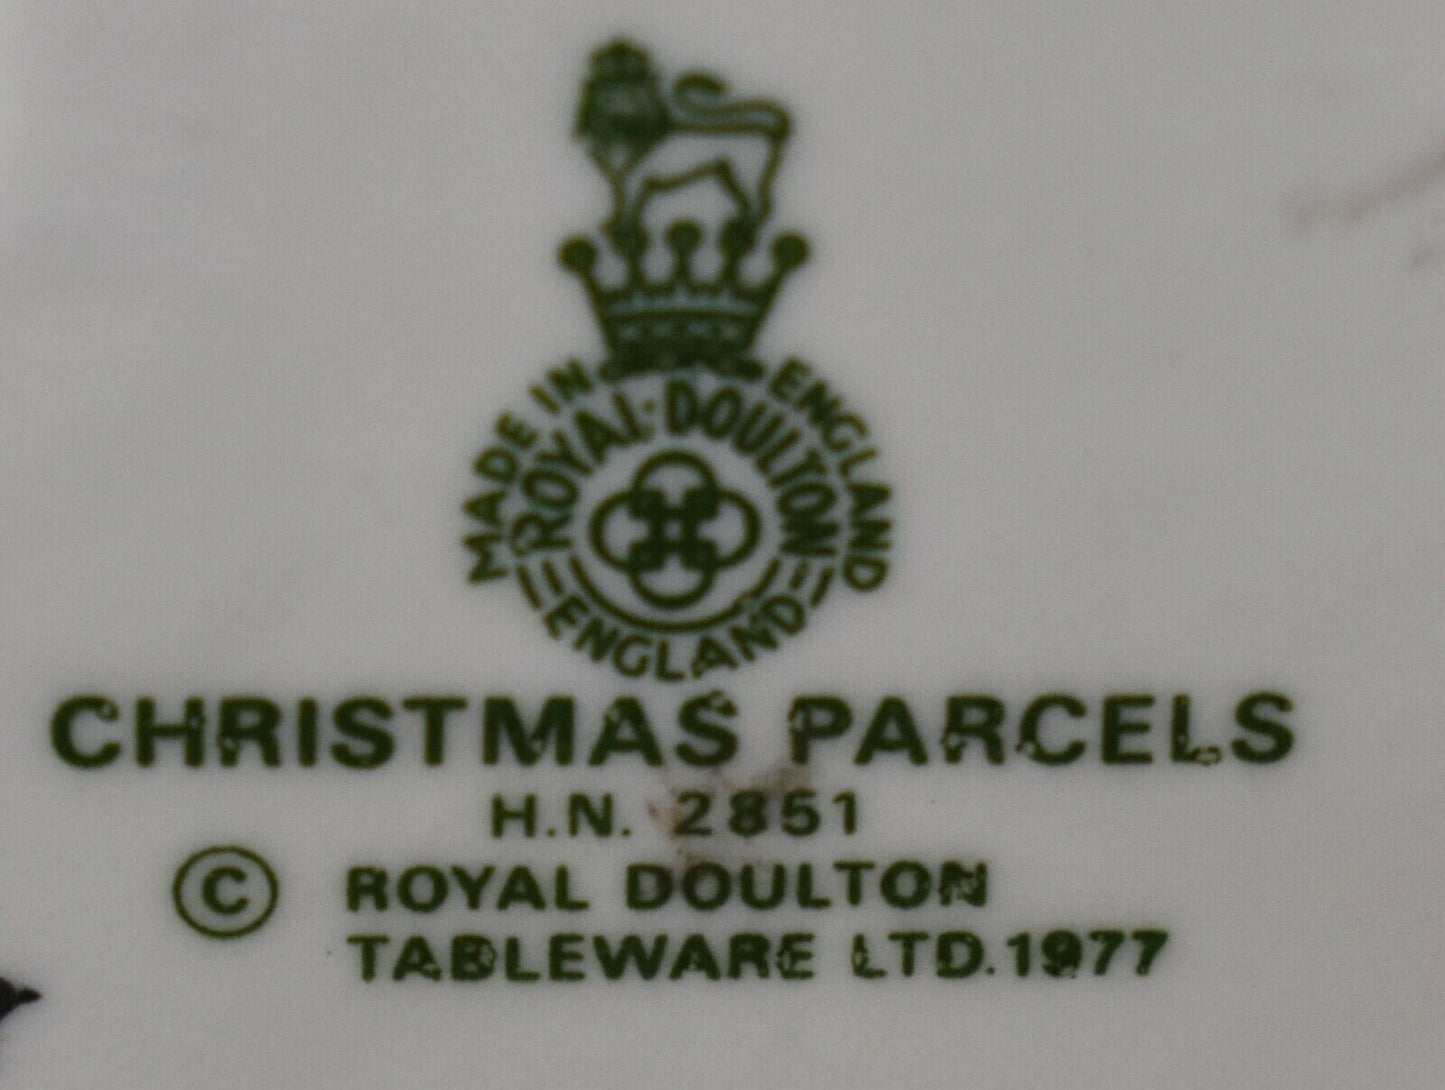 MADE IN ENGLAND
ROYAL·DOULTON
ENGLAND
CHRISTMAS PARCELS
H.N. 2851
© ROYAL DOULTON
TABLEWARE LTD.1977